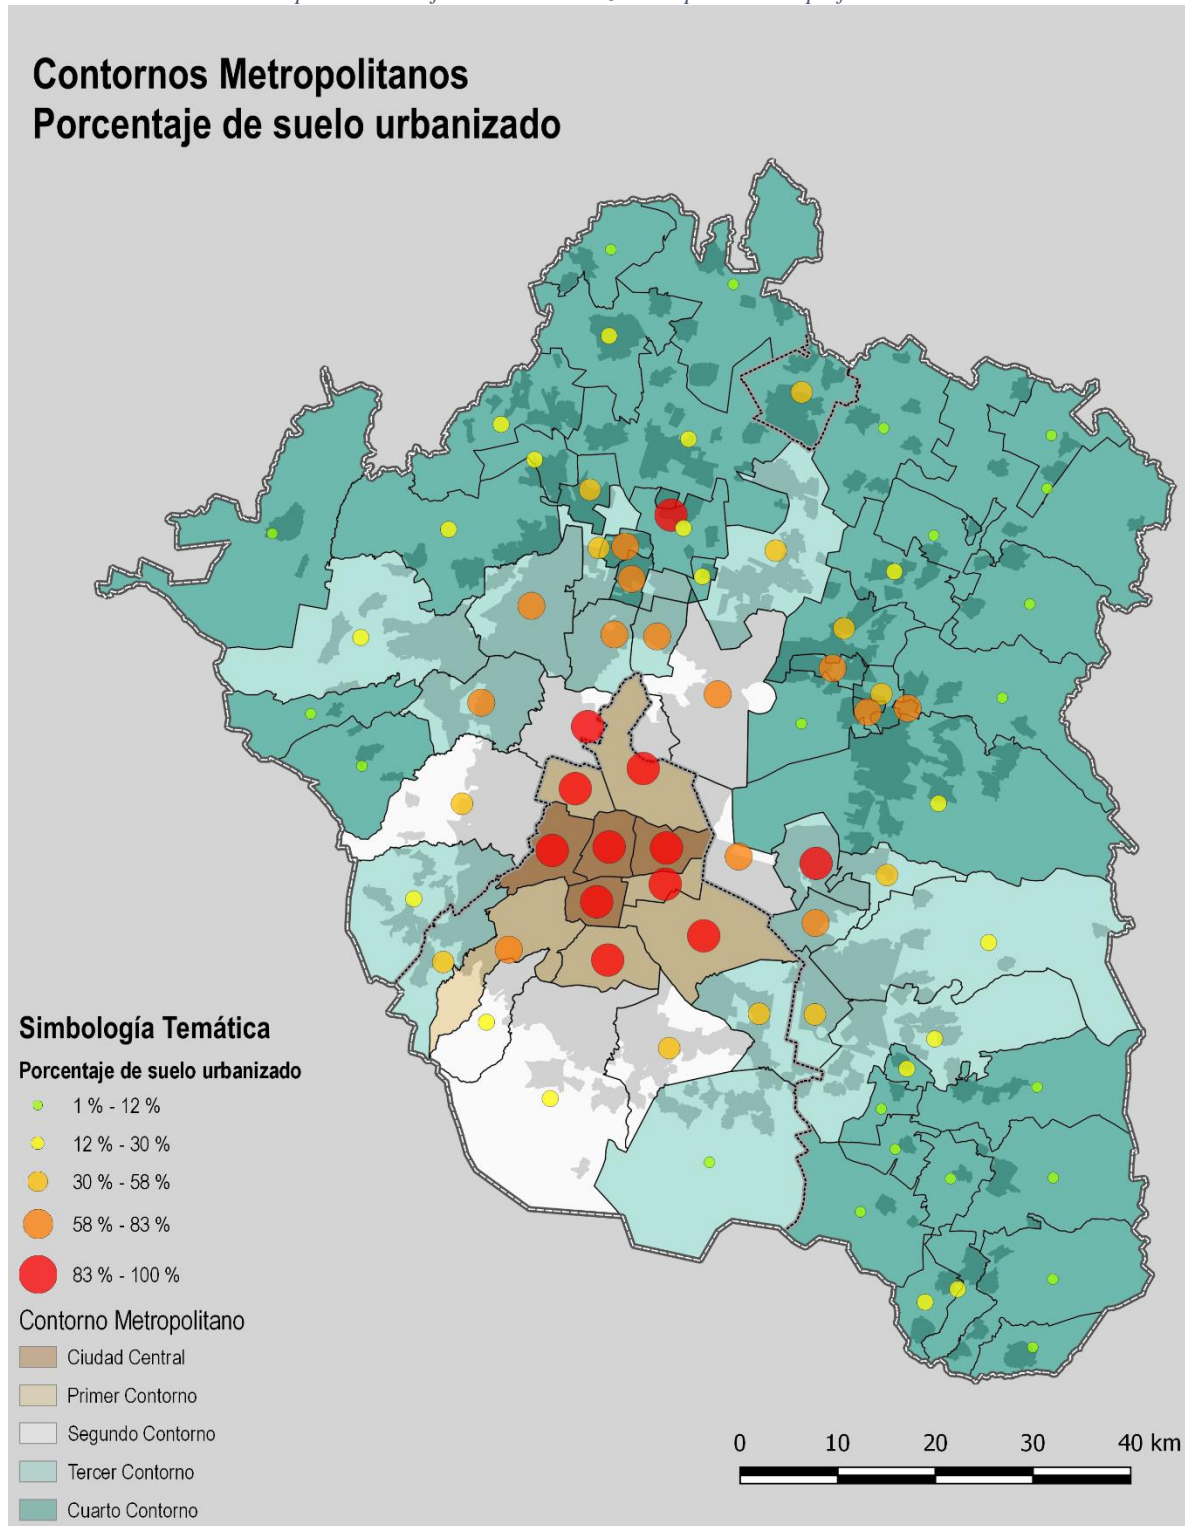 Contornos Metropolitanos
Porcentaje de suelo urbanizado
Simbología Temática
Porcentaje de suelo urbanizado
1 % - 12 %
12 % - 30 %
30 % - 58 %
58 % - 83 %
83 % - 100 %
Contorno Metropolitano
Ciudad Central
Primer Contorno
Segundo Contorno
Tercer Contorno
Cuarto Contorno
0 10 20 30 40 km